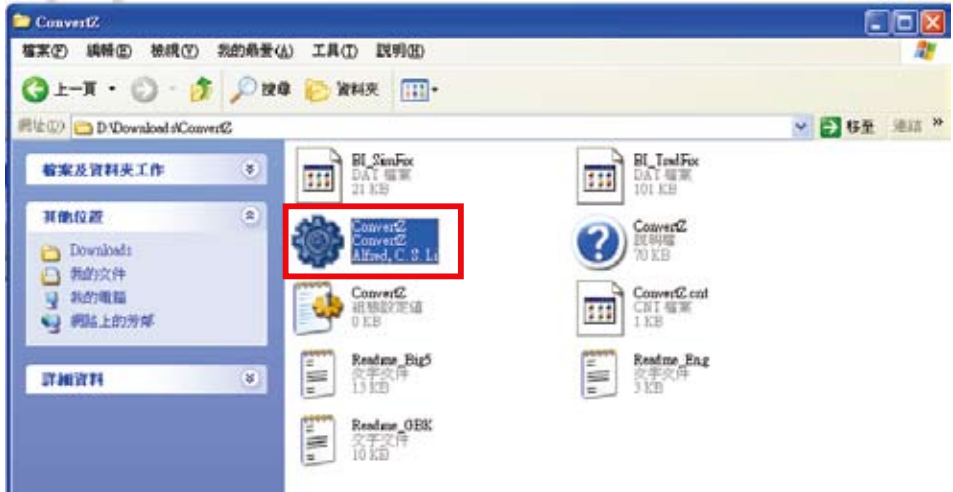 ConvertZ
檔案(F) 編輯(E) 檢視(V) 我的最愛(A) 工具(T) 說明(H)
上一頁 搜尋 資料夾
網址(D) D:\Downloads\ConvertZ 移至 連結 »
檔案及資料夾工作
其他位置
Downloads
我的文件
我的電腦
網路上的芳鄰
詳細資料
BI_SimFix
DAT 檔案
21 KB
BI_TradFix
DAT 檔案
101 KB
ConvertZ
ConvertZ
Alfred, C. S. Li
ConvertZ
說明檔
70 KB
ConvertZ
組態設定值
0 KB
ConvertZ.cnt
CNT 檔案
1 KB
Readme_Big5
文字文件
13 KB
Readme_Eng
文字文件
3 KB
Readme_GBK
文字文件
10 KB